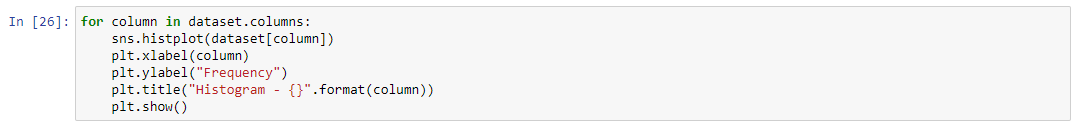 In [26]: for column in dataset.columns:
    sns.histplot(dataset[column])
    plt.xlabel(column)
    plt.ylabel("Frequency")
    plt.title("Histogram - {}".format(column))
    plt.show()